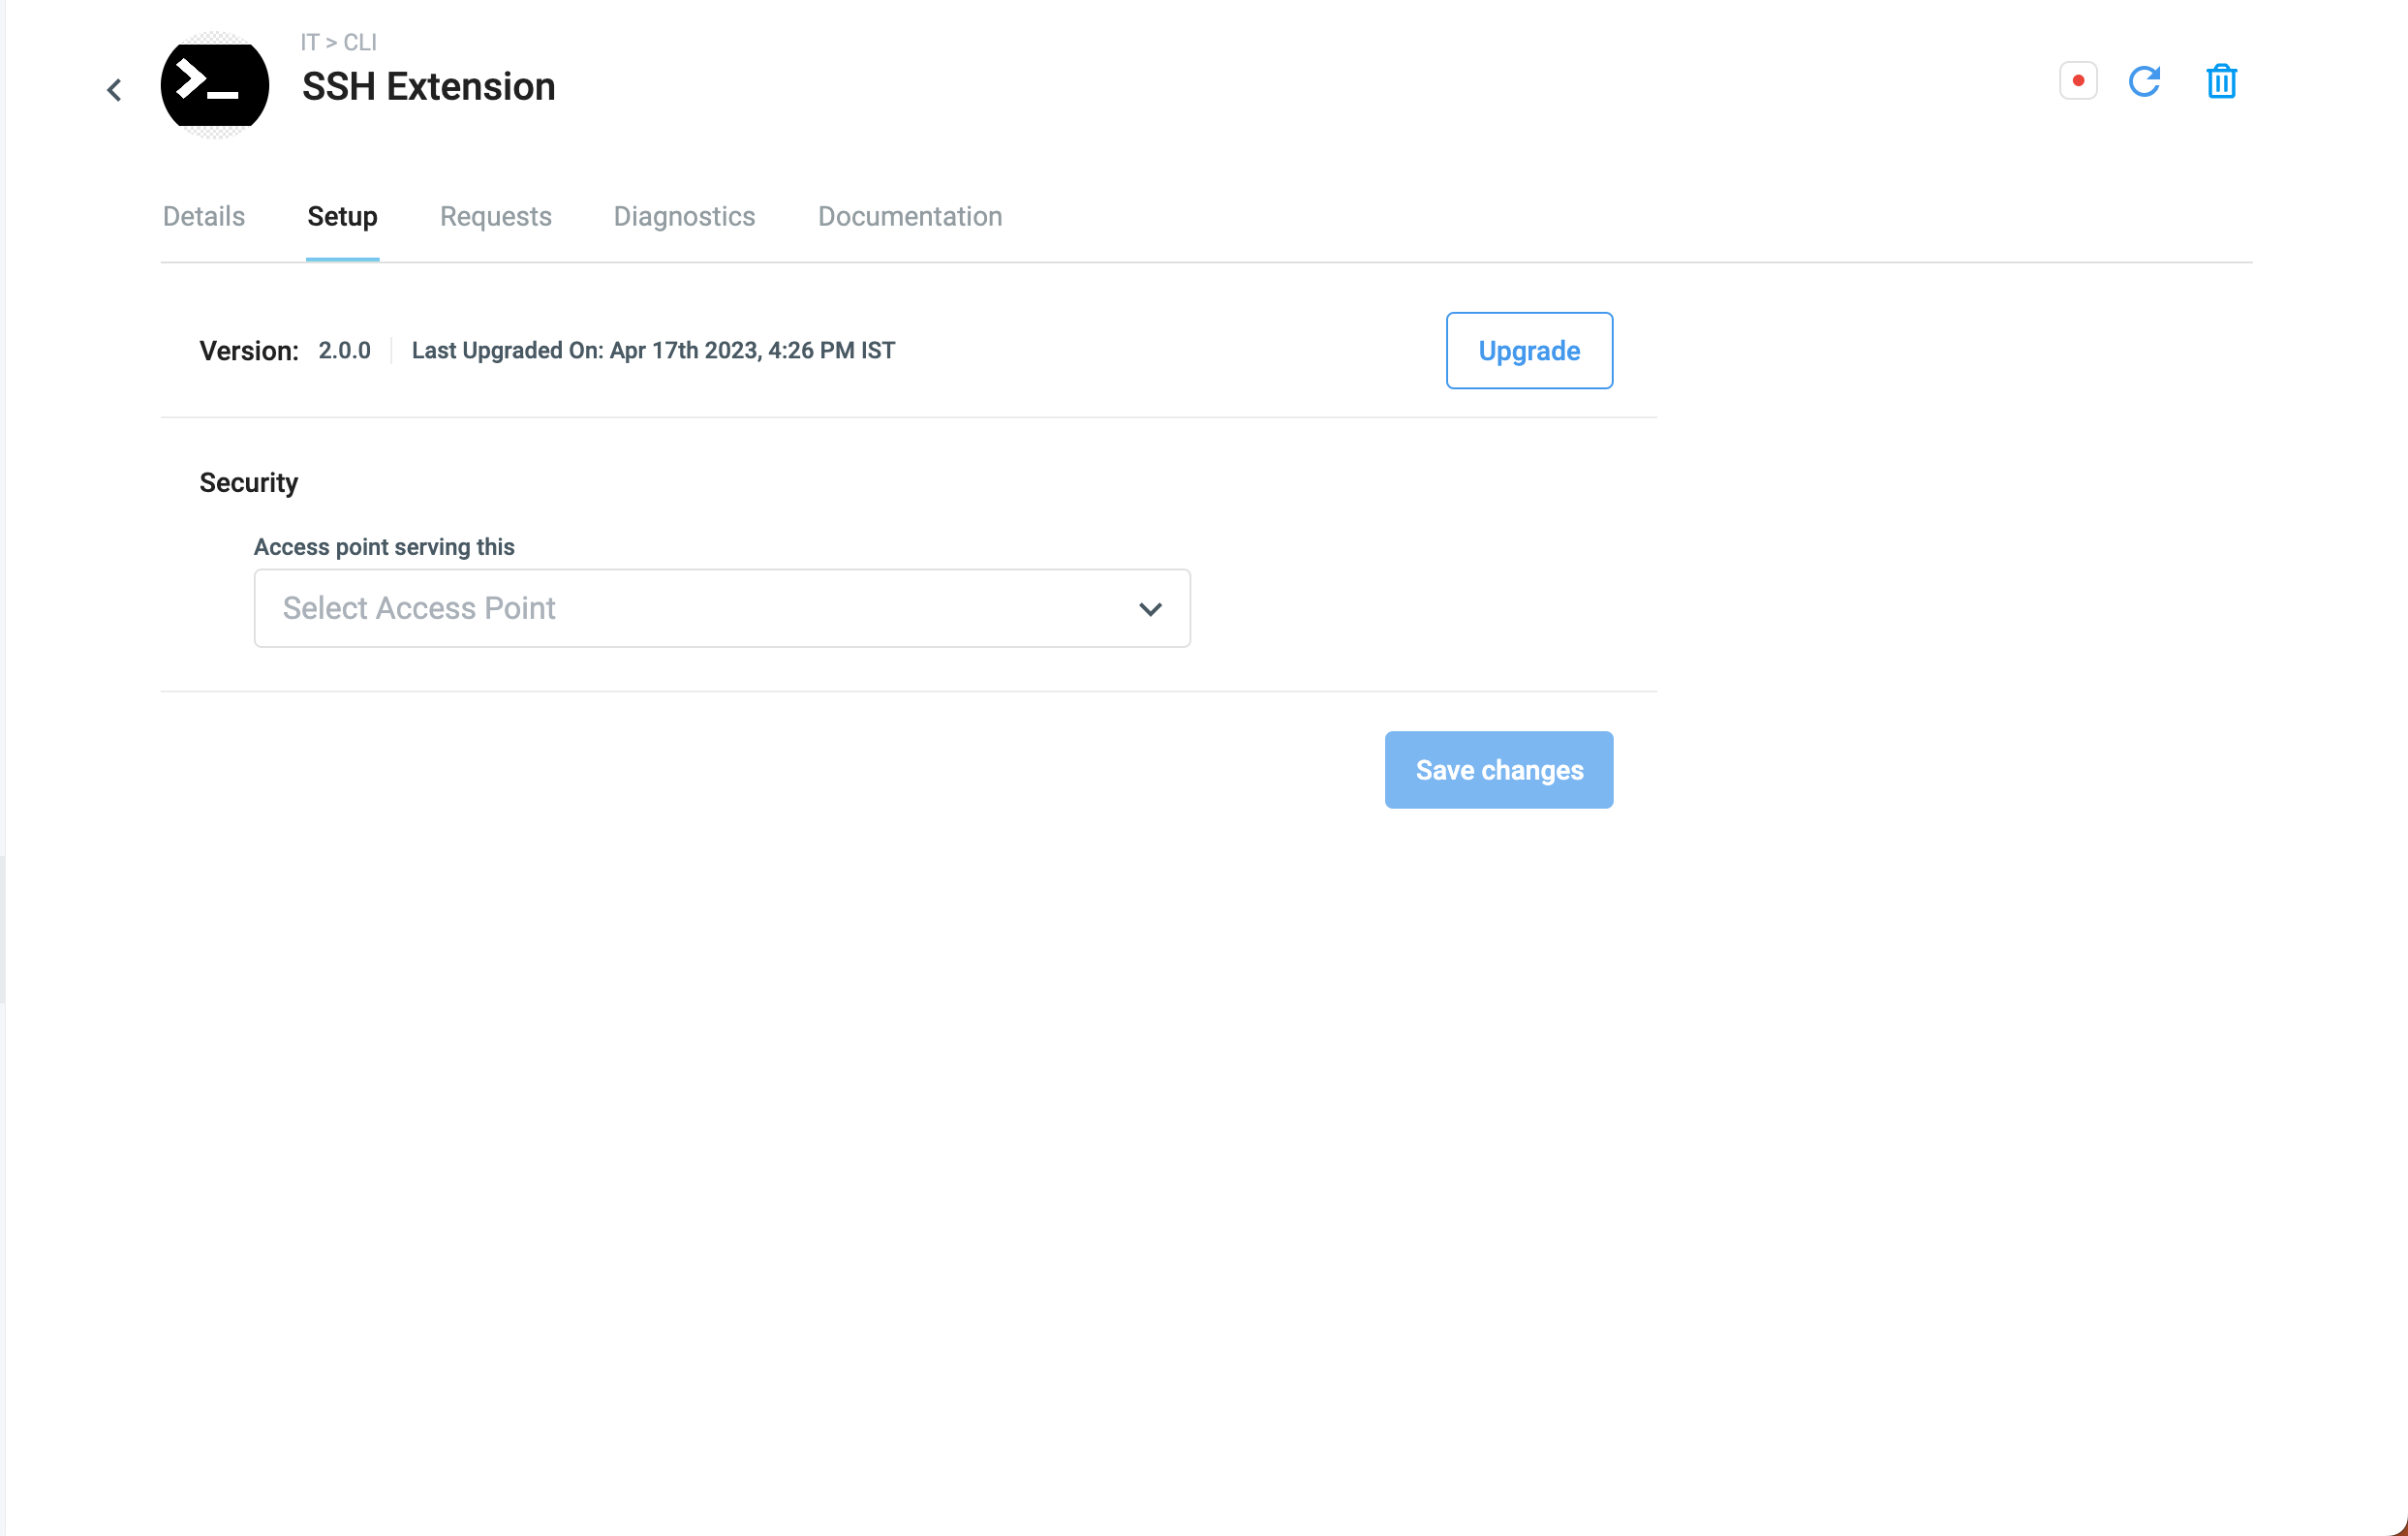 IT > CLI
SSH Extension
Details Setup Requests Diagnostics Documentation
Version: 2.0.0 Last Upgraded On: Apr 17th 2023, 4:26 PM IST Upgrade
Security
Access point serving this
Select Access Point
Save changes